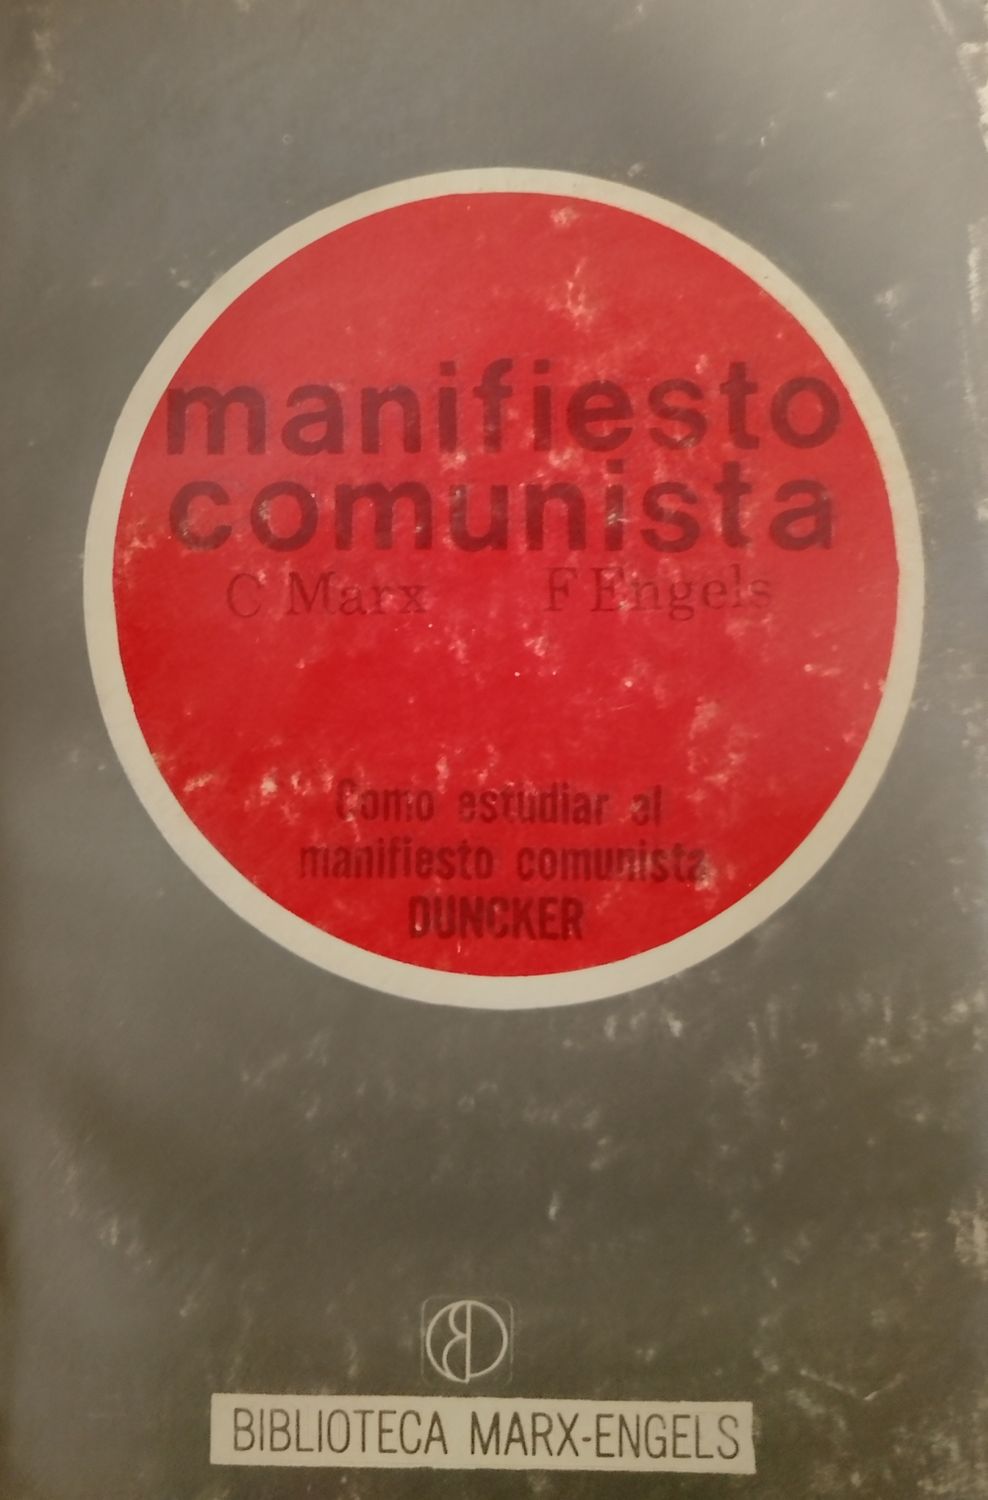 manifiesto
comunista
C Marx F Engels
Como estudiar el
manifiesto comunista
DUNCKER
BIBLIOTECA MARX-ENGELS